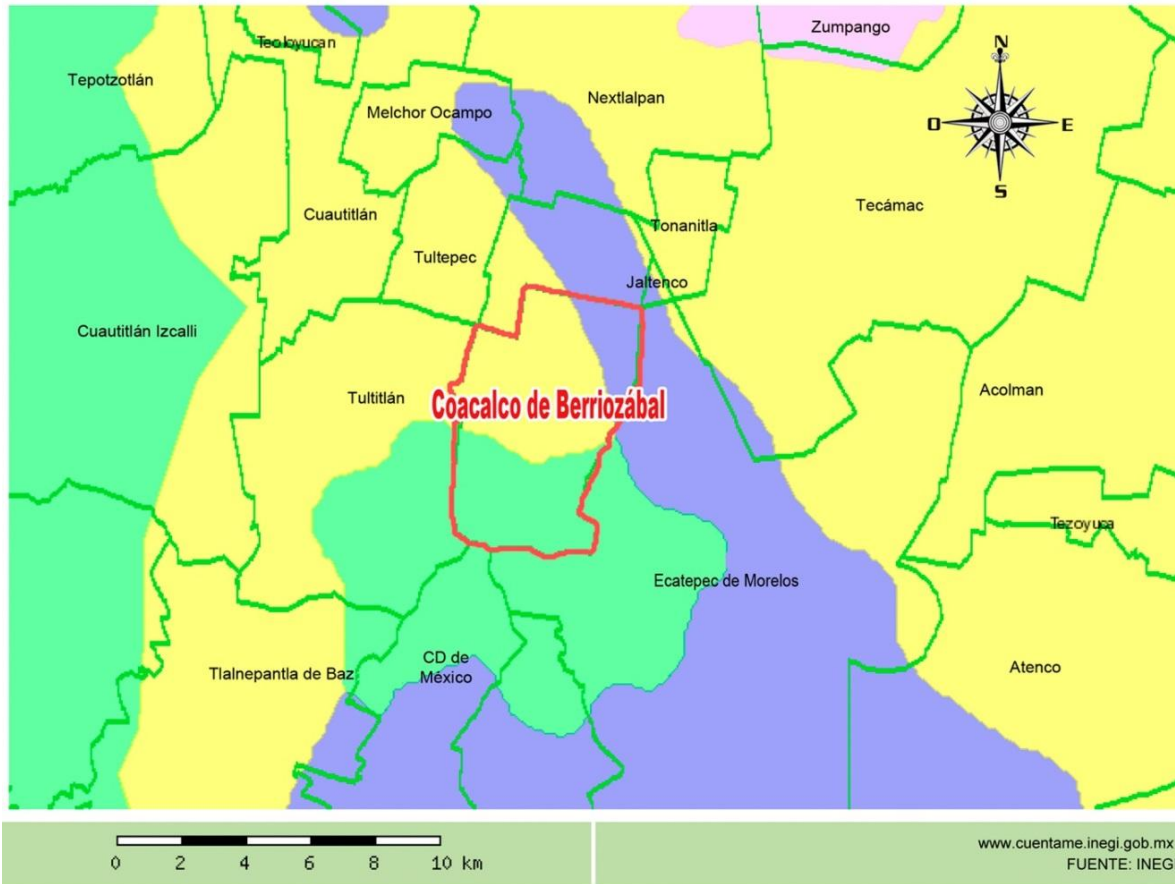 Zumpango
Teoloyucan
Tepotzotlán
N
Nextlalpan
Melchor Ocampo
O
E
S
Cuautitlán
Tonanitla
Tecámac
Tultepec
Jaltenco
Cuautitlán Izcalli
Acolman
Tultitlán
Coacalco de Berriozábal
Tezoyuca
Ecatepec de Morelos
CD de
México
Tlalnepantla de Baz
Atenco
0 2 4 6 8 10 km
www.cuentame.inegi.gob.mx
FUENTE: INEG